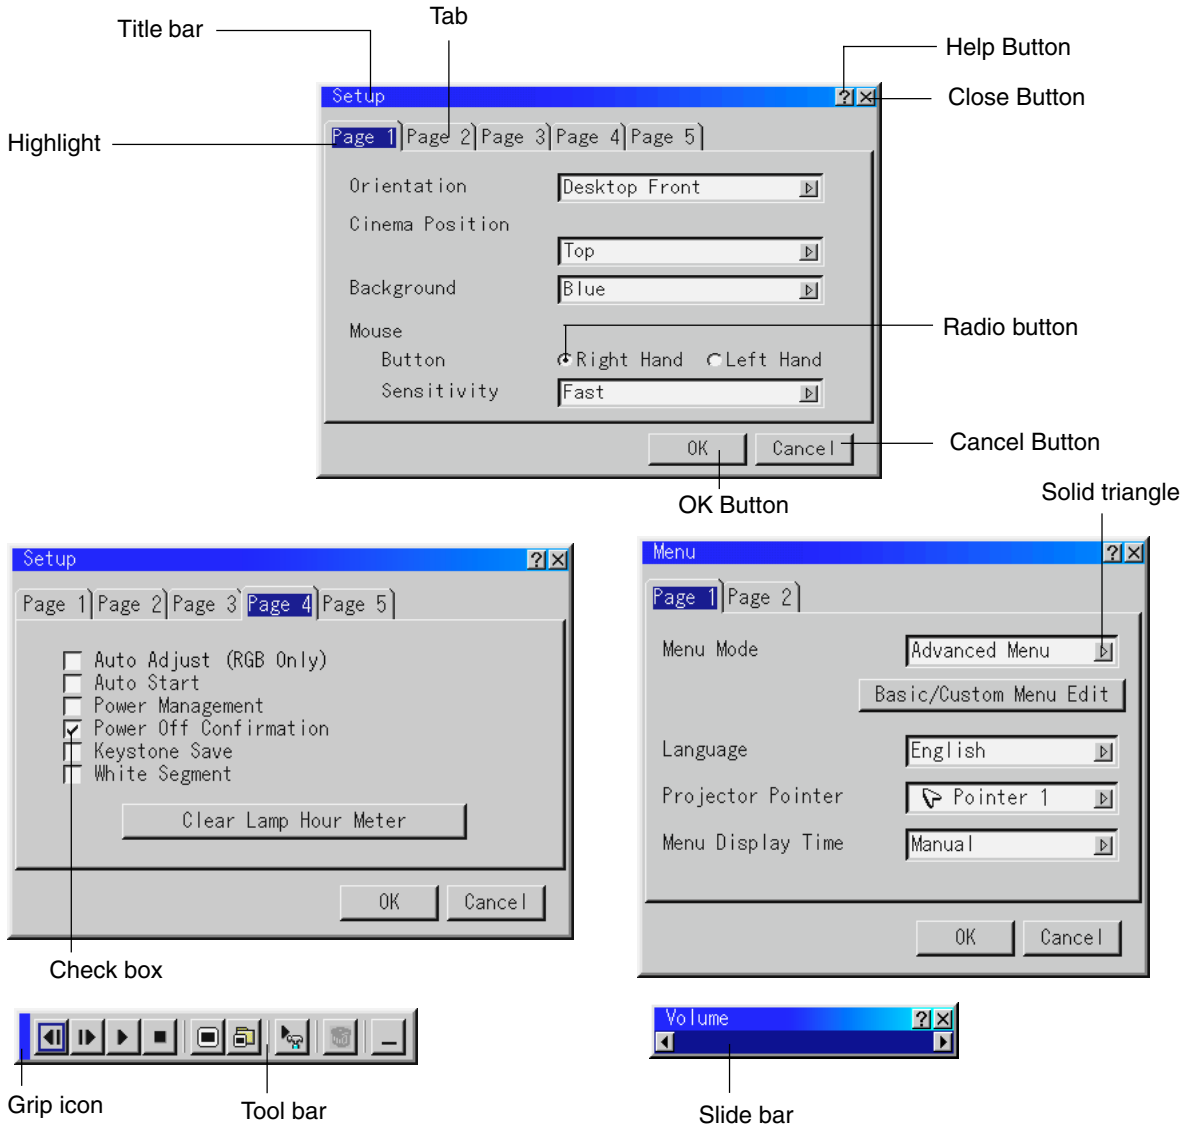 Tab
Title bar
Help Button
Setup ? ×
Close Button
Highlight
Page 1 Page 2 Page 3 Page 4 Page 5
Orientation Desktop Front
Cinema Position
Top
Background Blue
Mouse
Radio button
Button Right Hand Left Hand
Sensitivity Fast
OK Cancel
Cancel Button
OK Button
Solid triangle
Setup ? ×
Page 1 Page 2 Page 3 Page 4 Page 5
Auto Adjust (RGB Only)
Auto Start
Power Management
Power Off Confirmation
Keystone Save
White Segment
Clear Lamp Hour Meter
OK Cancel
Check box
Menu ? ×
Page 1 Page 2
Menu Mode Advanced Menu
Basic/Custom Menu Edit
Language English
Projector Pointer Pointer 1
Menu Display Time Manual
OK Cancel
Grip icon
Tool bar
Volume ? ×
Slide bar